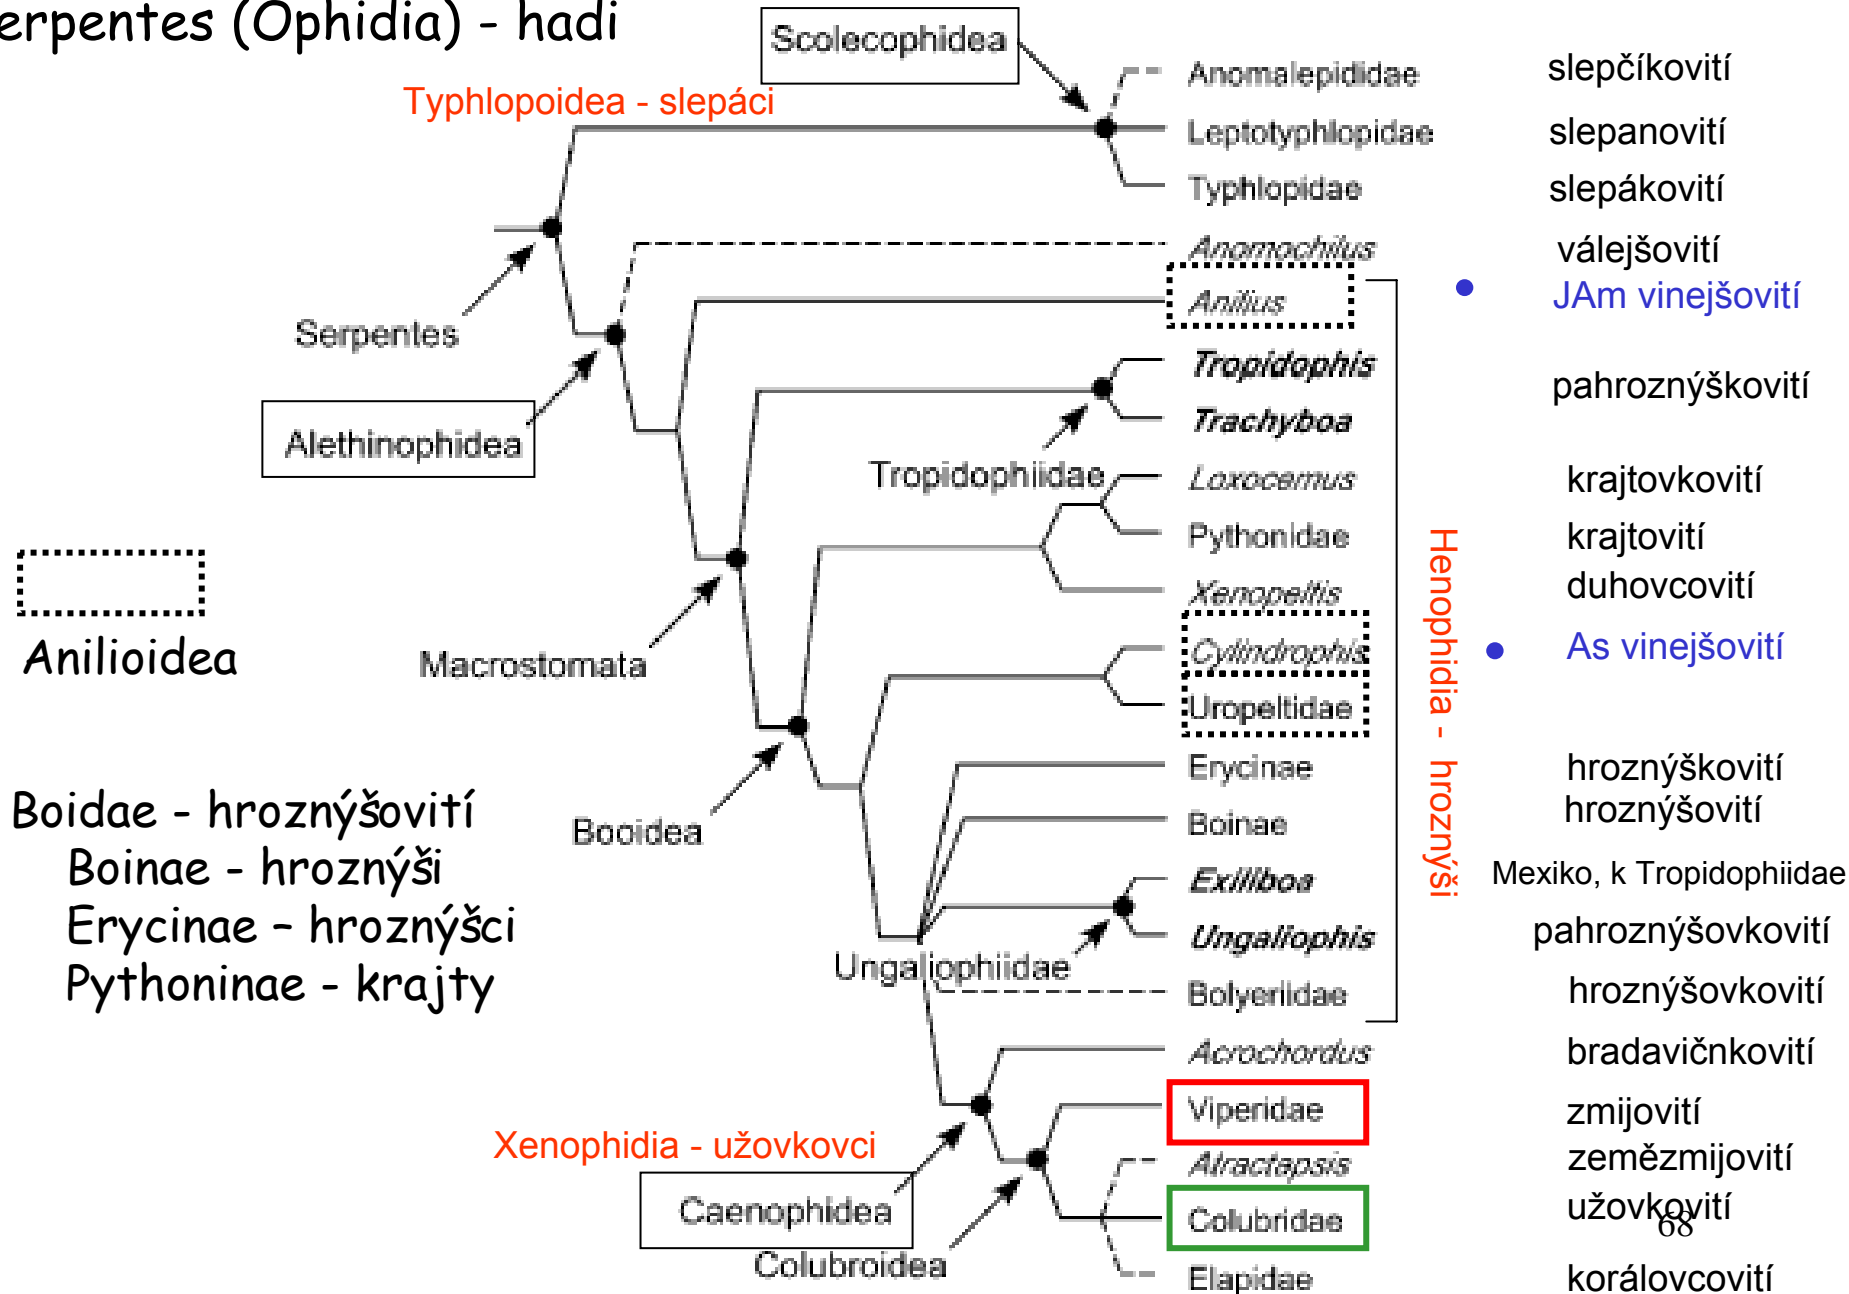 erpentes (Ophidia) - hadi
Scolecophidea
Typhlopoidea - slepáci
Anomalepididae slepčíkovití
Leptotyphlopidae slepanovití
Typhlopidae slepákovití
Anomochilus válejšovití
Anilius JAm vinejšovití
Serpentes
Tropidophis
pahroznýškovití
Trachyboa
Alethinophidea
Tropidophiidae
Loxocemus krajtovkovití
Pythonidae krajtovití
Xenopeltis duhovcovití
Henophidia - hroznýši
Anilioidea
Macrostomata
Cylindrophis As vinejšovití
Uropeltidae
Erycinae hroznýškovití
Boinae hroznýšovití
Booidea
Boidae - hroznýšovití
Boinae - hroznýši
Erycinae – hroznýšci
Pythoninae - krajty
Exiliboa Mexiko, k Tropidophiidae
Ungaliophis pahroznýšovkovití
Ungaliophiidae
Bolyeriidae hroznýšovkovití
Acrochordus bradavičnkovití
Viperidae zmijovití
Xenophidia - užovkovci
Atractapsis zemězmijovití
Caenophidea
Colubridae užovkovití
68
Colubroidea
Elapidae korálovcovití